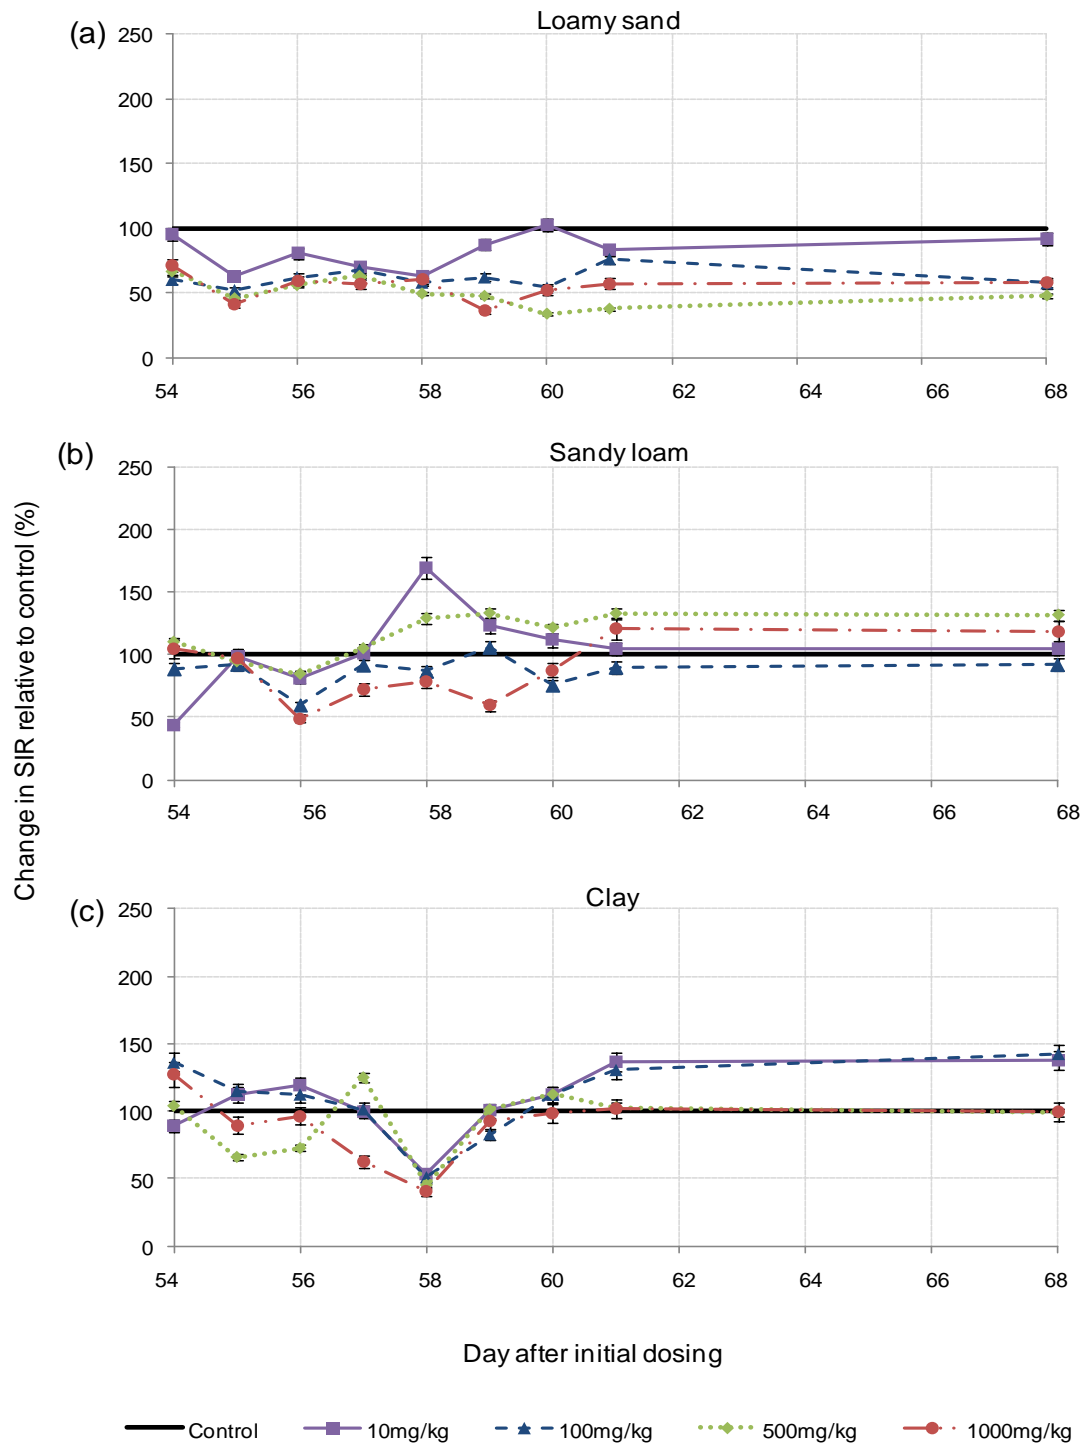 (a)
Loamy sand
250
200
150
100
50
0
54 56 58 60 62 64 66 68
(b)
Sandy loam
250
200
150
100
50
0
54 56 58 60 62 64 66 68
Change in SIR relative to control (%)
(c)
Clay
250
200
150
100
50
0
54 56 58 60 62 64 66 68
Day after initial dosing
Control 10mg/kg 100mg/kg 500mg/kg 1000mg/kg